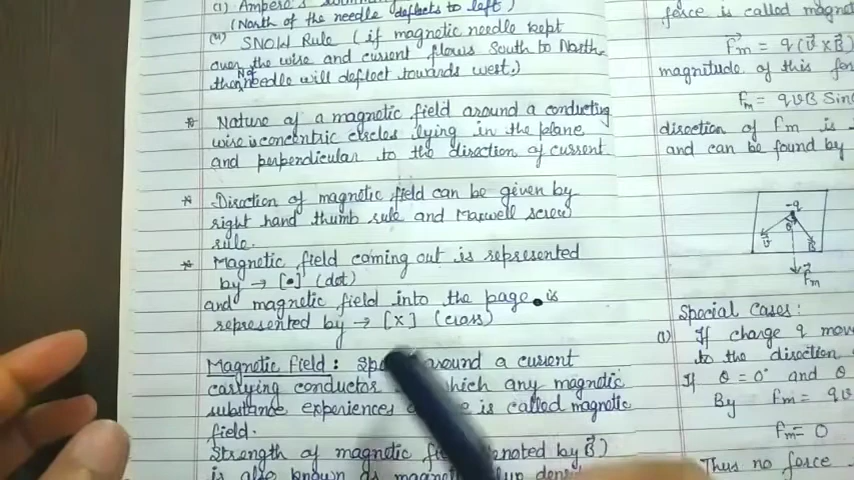 (i) Ampere's
(North of the needle deflects to left)
(ii) SNOW Rule (if magnetic needle kept
over the wire and current flows South to North
then needle will deflect towards west.)
* Nature of a magnetic field around a conducting
wire is concentric circles lying in the plane
and perpendicular to the direction of current
* Direction of magnetic field can be given by
right hand thumb rule and Maxwell screw
rule.
* Magnetic field coming out is represented
by → [•] (dot)
and magnetic field into the page is
represented by → [x] (cross)
Magnetic field : around a current
carrying conductor which any magnetic
substance experiences is called magnetic
field.
Strength of magnetic denoted by B⃗)
is also known as
force is called
F⃗m = q(v⃗ x B⃗)
magnitude of this
Fm = qvB Sin
direction of Fm is
and can be found by
-q
θ
v⃗
B⃗
F⃗m
Special cases:
(i) If charge q
to the direction
If θ = 0° and θ
By Fm = qv
Fm = 0
Thus no force